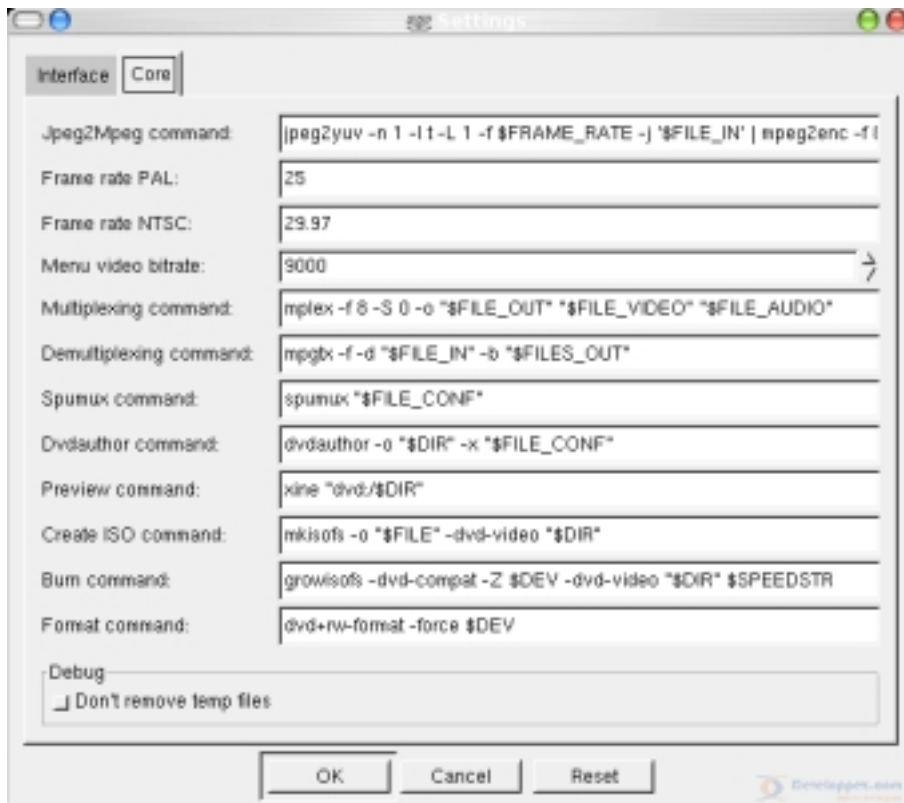 Settings
Interface Core
Jpeg2Mpeg command: jpeg2yuv -n 1 -I t -L 1 -f $FRAME_RATE -j '$FILE_IN' | mpeg2enc -f
Frame rate PAL: 25
Frame rate NTSC: 29.97
Menu video bitrate: 9000
Multiplexing command: mplex -f 8 -S 0 -o "$FILE_OUT" "$FILE_VIDEO" "$FILE_AUDIO"
Demultiplexing command: mpgtx -f -d "$FILE_IN" -b "$FILES_OUT"
Spumux command: spumux "$FILE_CONF"
Dvdauthor command: dvdauthor -o "$DIR" -x "$FILE_CONF"
Preview command: xine "dvd:/$DIR"
Create ISO command: mkisofs -o "$FILE" -dvd-video "$DIR"
Burn command: growisofs -dvd-compat -Z $DEV -dvd-video "$DIR" $SPEEDSTR
Format command: dvd+rw-format -force $DEV
Debug
Don't remove temp files
OK Cancel Reset